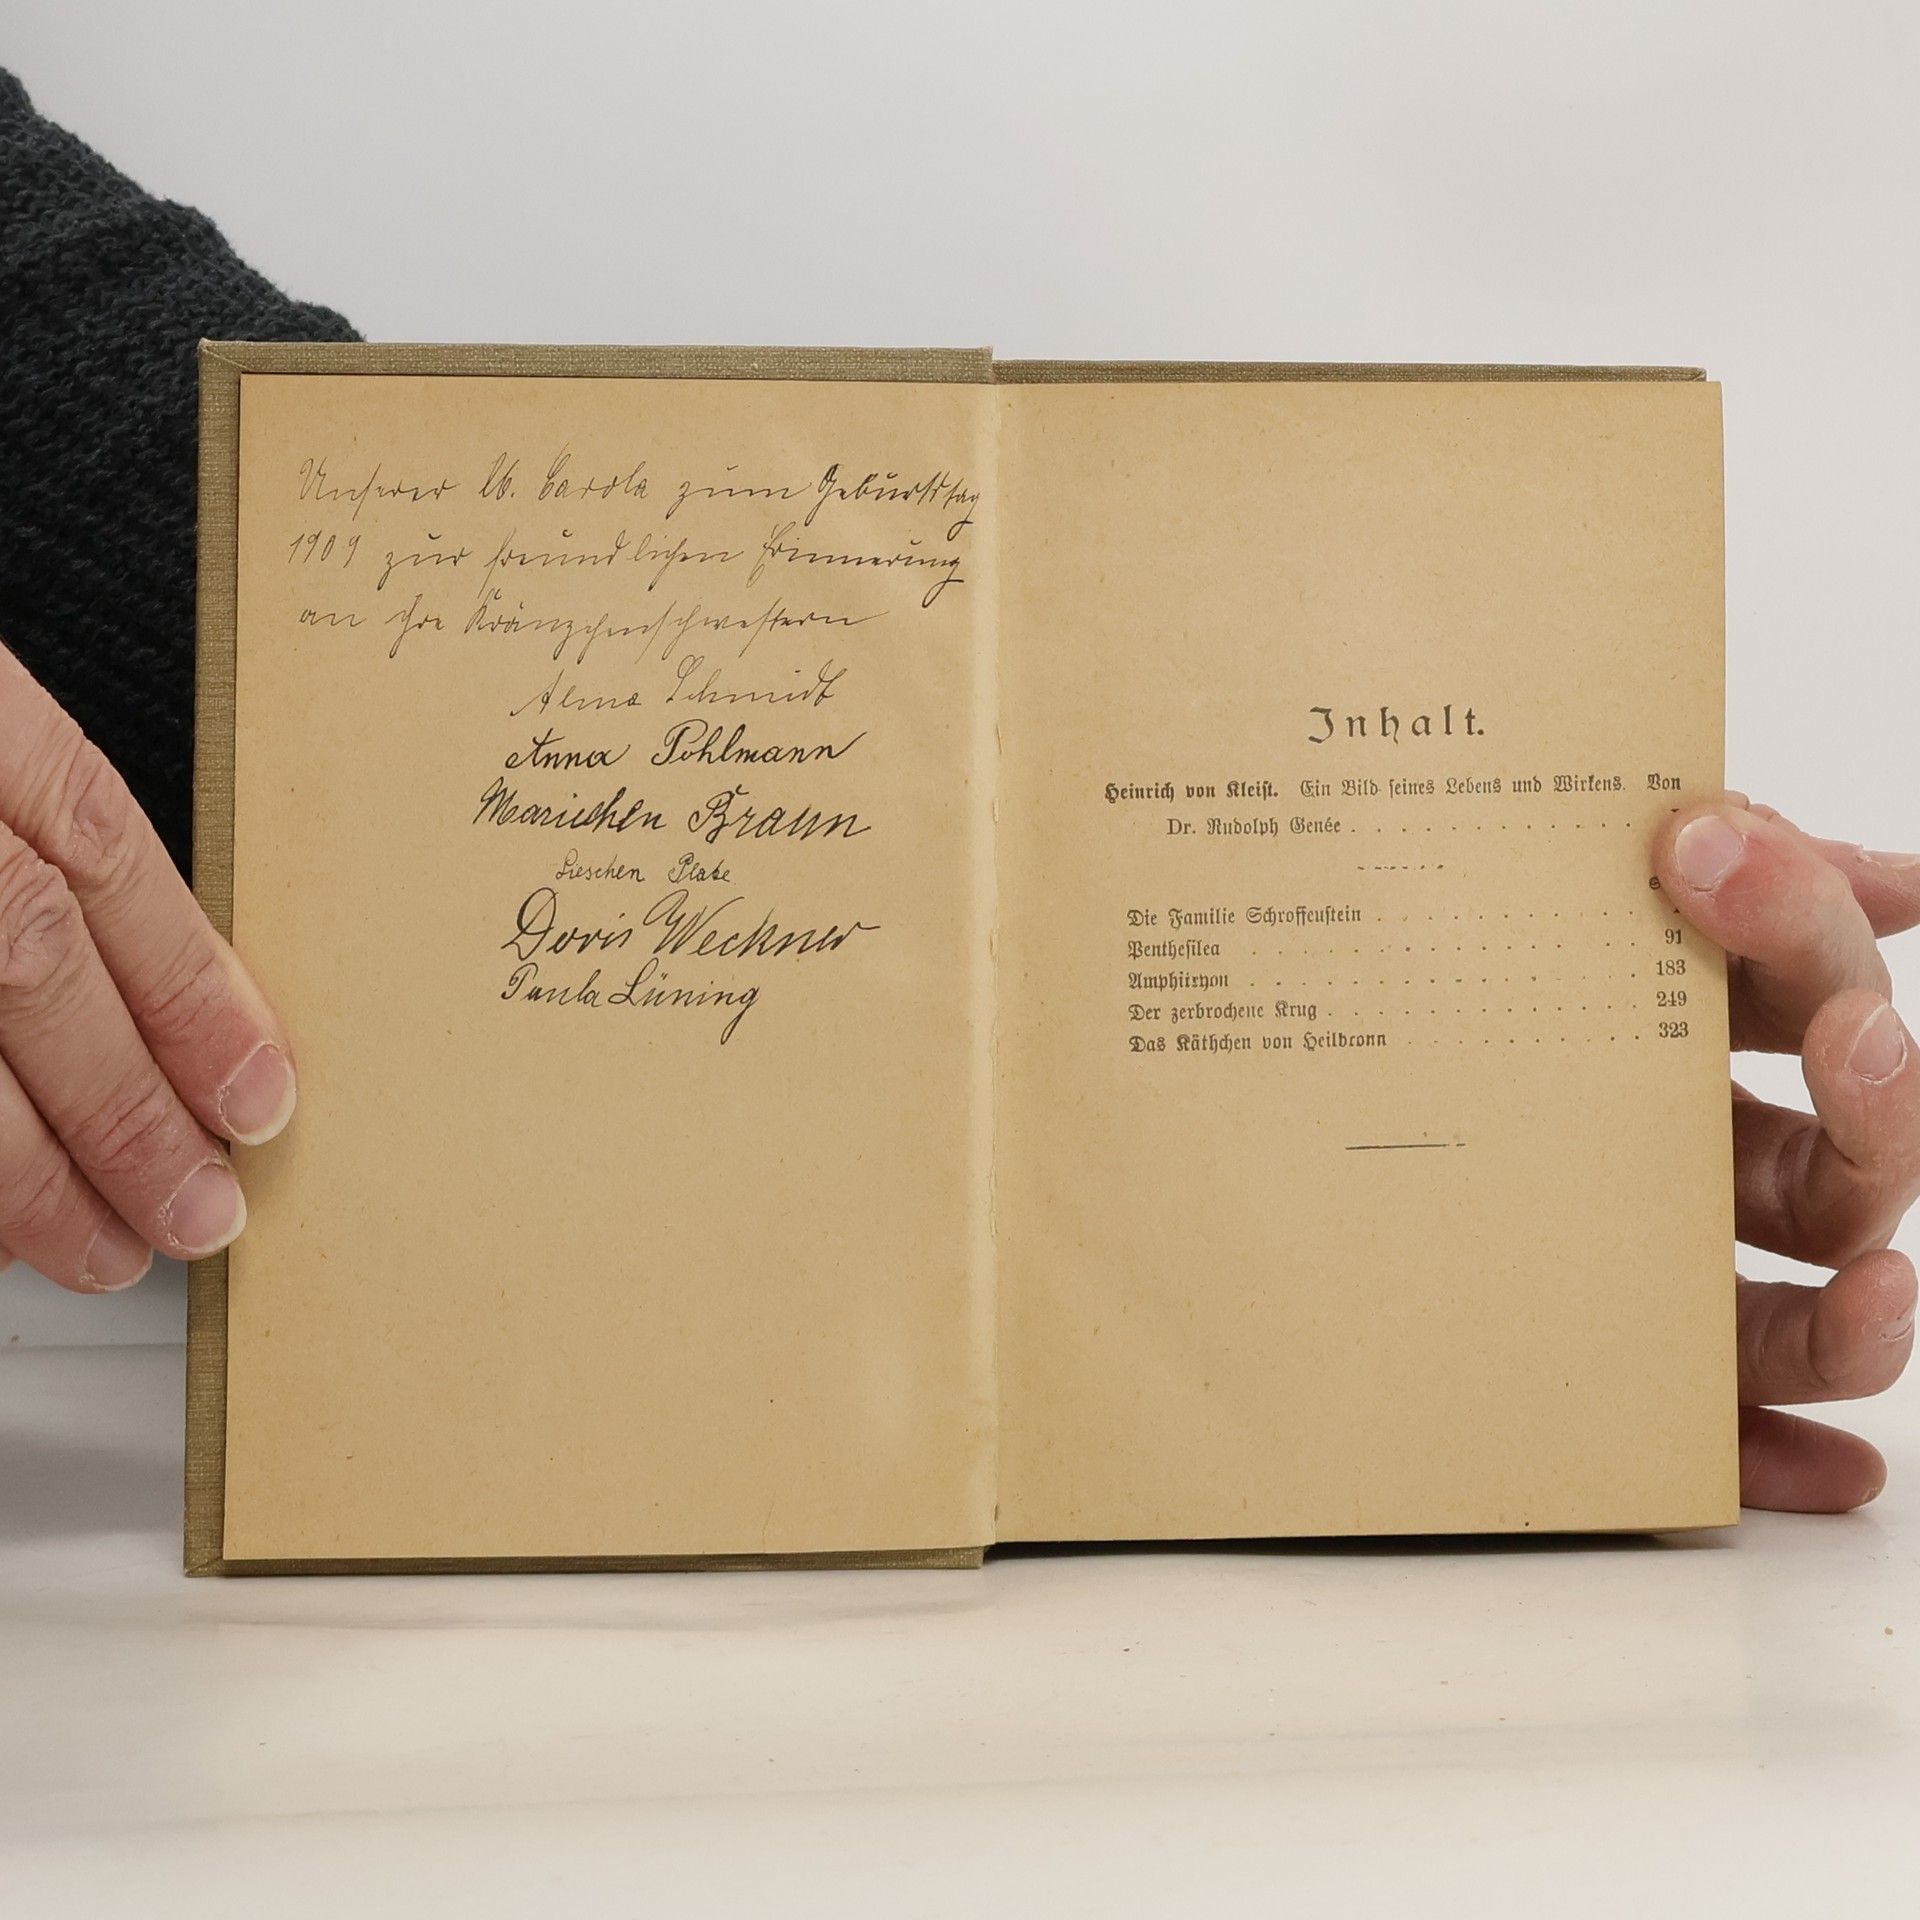 Unserer lb. Carola zum Geburtstag
1909 zur freundlichen Erinnerung
an ihre Kränzchenschwestern
Alma Schmidt
Anna Pohlmann
Mariechen Braun
Lieschen Plate
Doris Weckner
Paula Lüning
Inhalt.
Heinrich von Kleist. Ein Bild seines Lebens und Wirkens. Von
Dr. Rudolph Genée . . . . . . . . . . . .
Die Familie Schroffenstein . . . . . . . . .
Penthesilea . . . . . . . . . . . . 91
Amphitryon . . . . . . . . . . . . 183
Der zerbrochene Krug . . . . . . . . . . . 249
Das Käthchen von Heilbronn . . . . . . . . 323